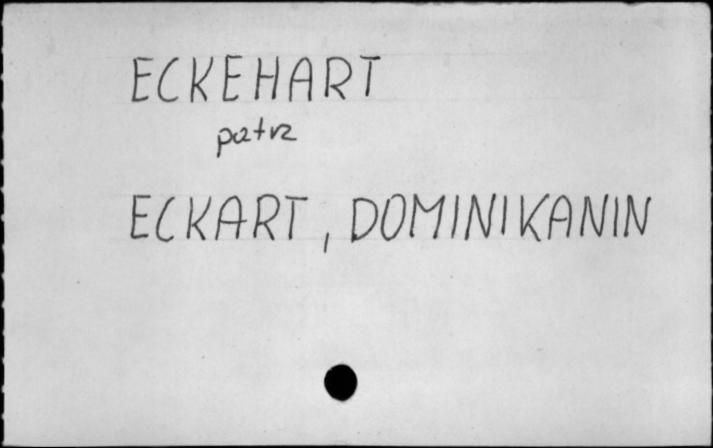 ECKEHART
patrz
ECKART, DOMINIKANIN